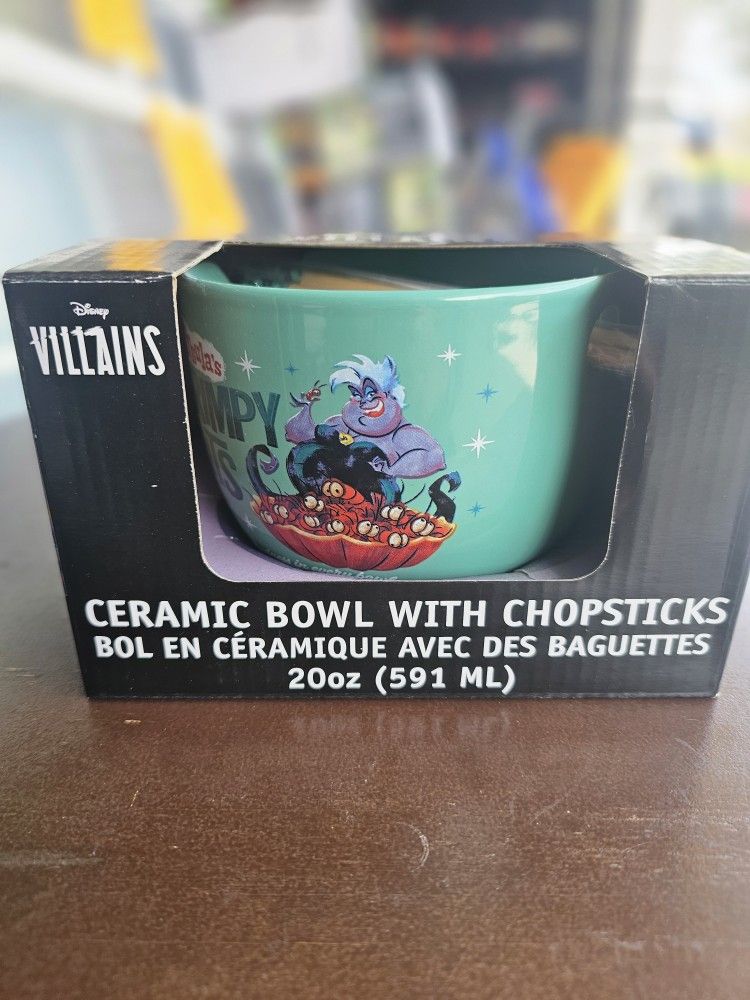 Disney
VILLAINS
CERAMIC BOWL WITH CHOPSTICKS
BOL EN CÉRAMIQUE AVEC DES BAGUETTES
20oz (591 ML)